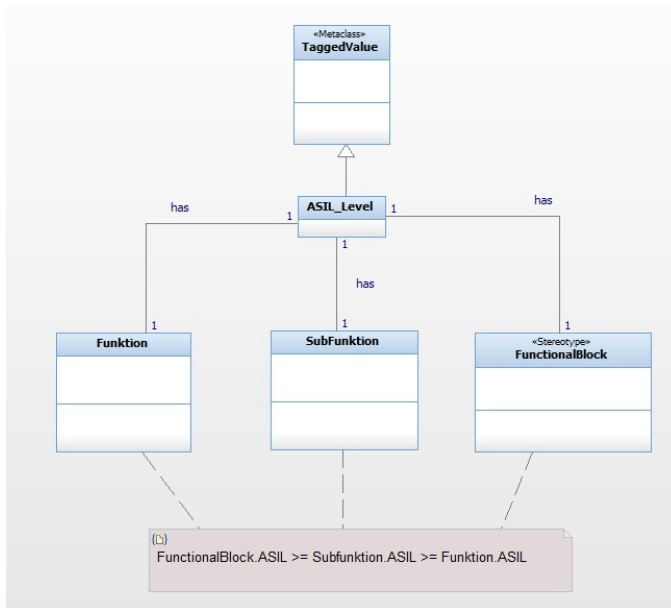 «Metaclass»
TaggedValue
ASIL_Level
has
1
1
has
1
has
1
1
1
Funktion
SubFunktion
«Stereotype»
FunctionalBlock
FunctionalBlock.ASIL >= Subfunktion.ASIL >= Funktion.ASIL